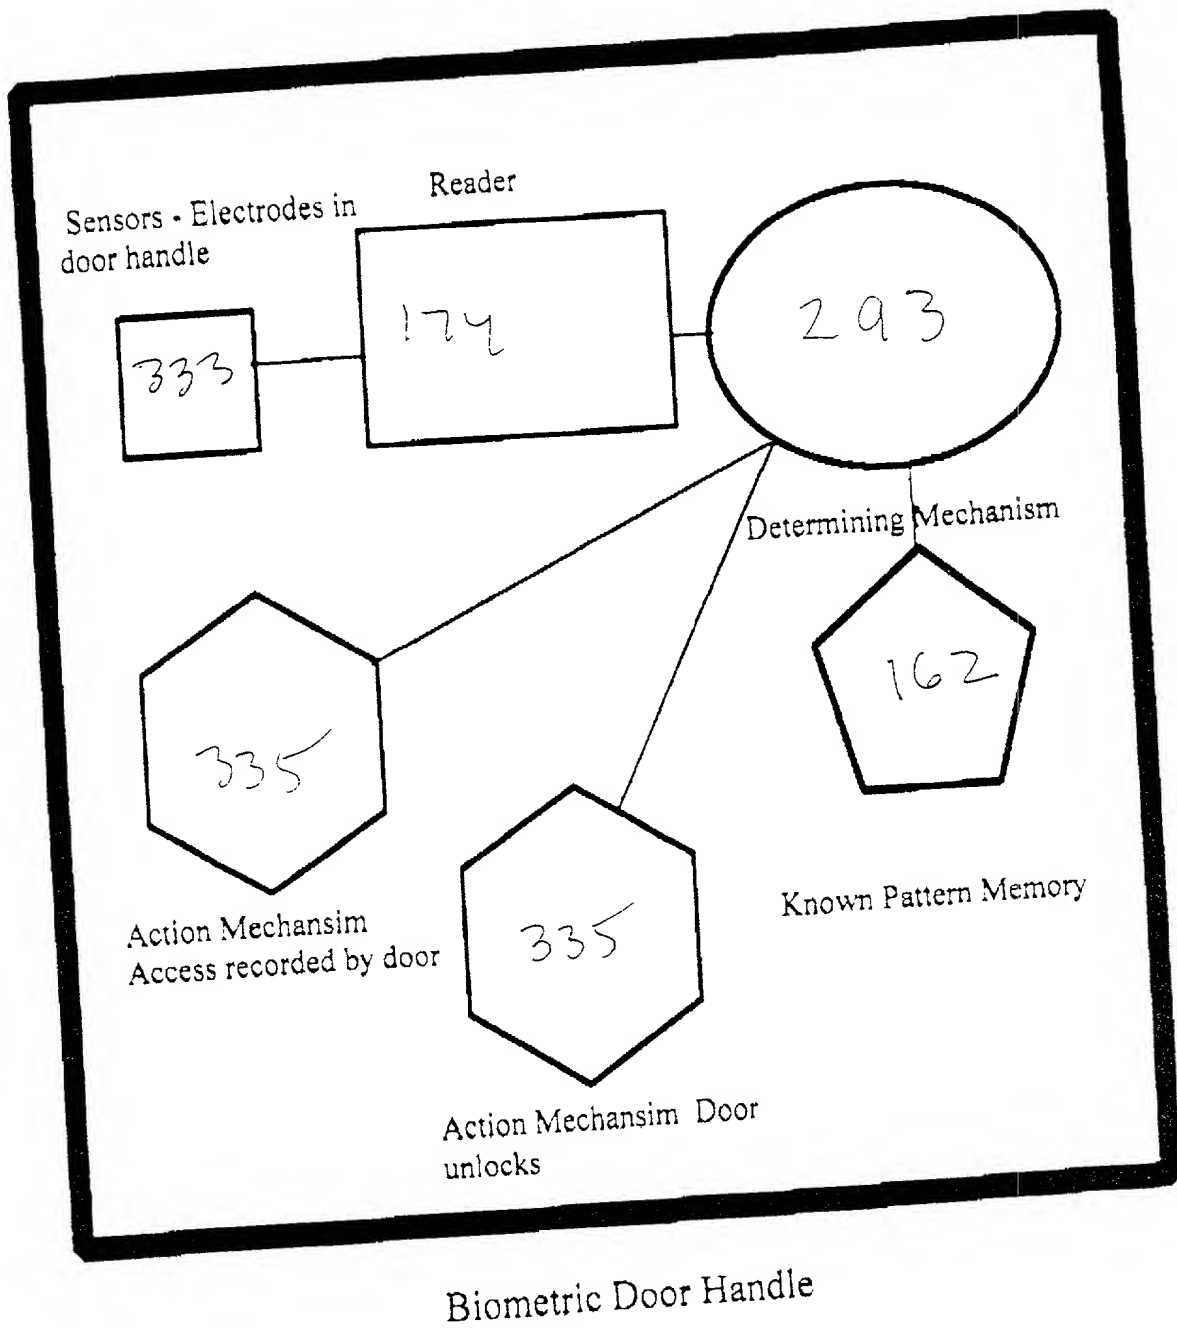 Reader
Sensors - Electrodes in
door handle
333
174
293
Determining Mechanism
162
335
335
Known Pattern Memory
Action Mechansim
Access recorded by door
Action Mechansim Door
unlocks
Biometric Door Handle